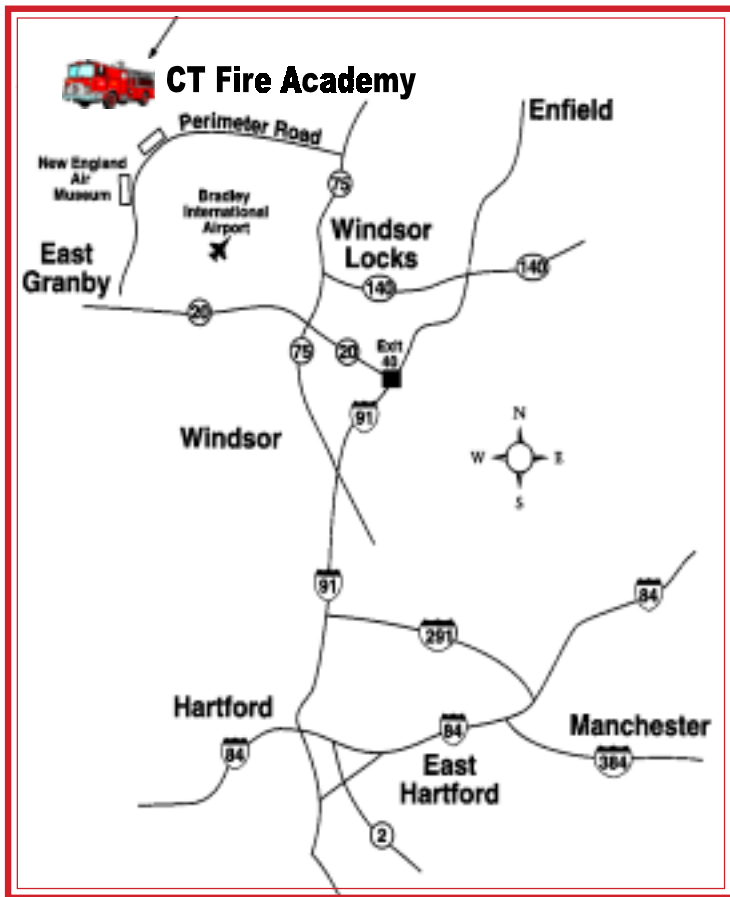 CT Fire Academy
Perimeter Road
Enfield
New England
Air
Museum
75
Bradley
International
Airport
Windsor
Locks
East
Granby
140
140
20
75
20
Exit
40
91
Windsor
N
W
E
S
91
84
291
Hartford
84
84
Manchester
384
East
Hartford
2